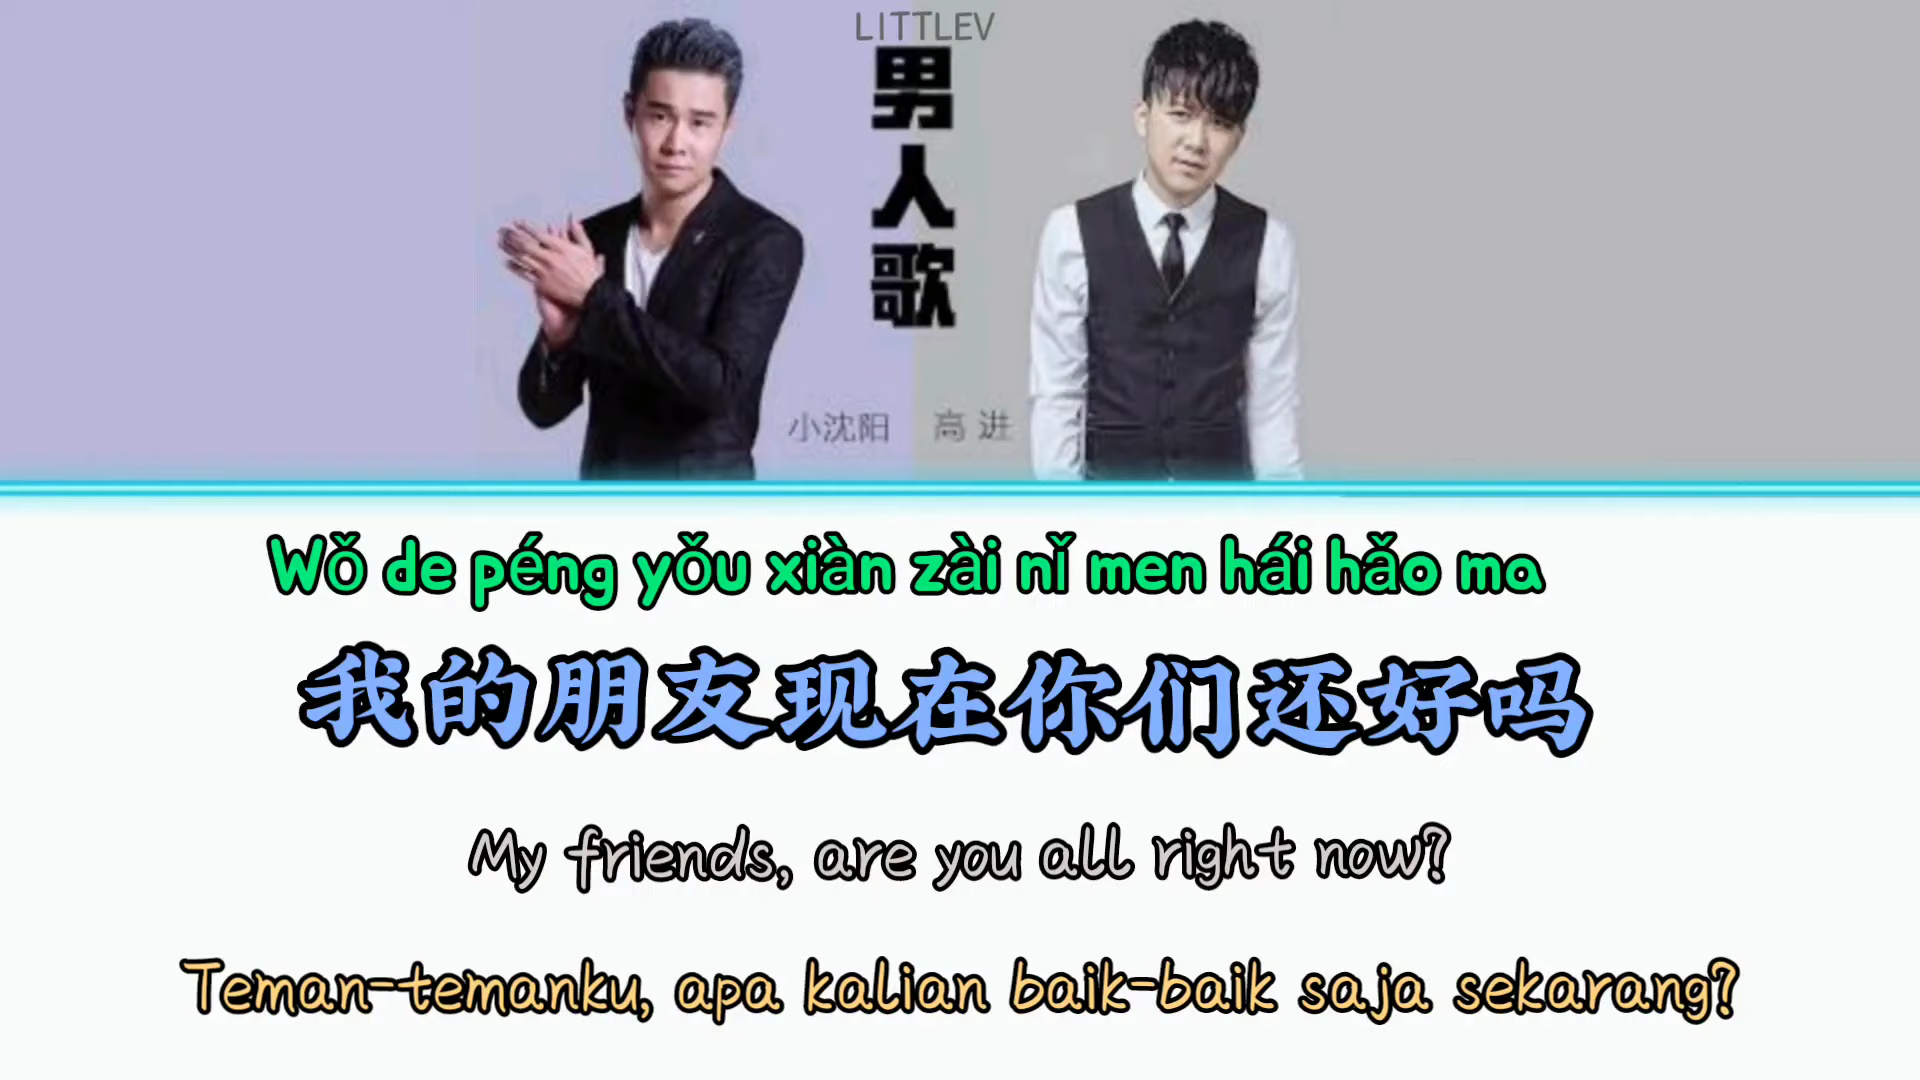 LITTLEV
男人歌
小沈阳 高进
Wǒ de péng yǒu xiàn zài nǐ men hái hǎo ma
我的朋友现在你们还好吗
My friends, are you all right now?
Teman-temanku, apa kalian baik-baik saja sekarang?